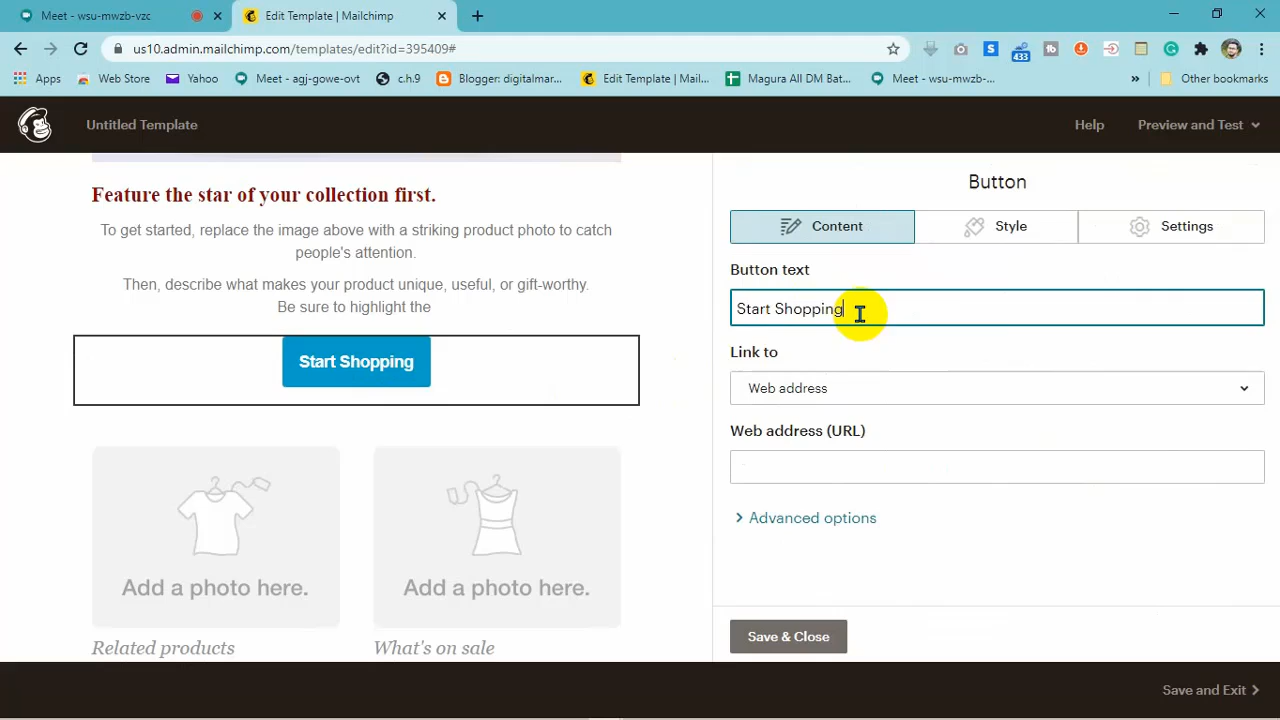 Meet - wsu-mwzb-vzc
Edit Template | Mailchimp
us10.admin.mailchimp.com/templates/edit?id=395409#
433
Apps
Web Store
Yahoo
Meet - agj-gowe-ovt
c.h.9
Blogger: digitalmar...
Edit Template | Mail...
Magura All DM Bat...
Meet - wsu-mwzb-...
»
Other bookmarks
Untitled Template
Help
Preview and Test
Feature the star of your collection first.
To get started, replace the image above with a striking product photo to catch
people's attention.
Then, describe what makes your product unique, useful, or gift-worthy.
Be sure to highlight the
Start Shopping
Add a photo here.
Add a photo here.
Related products
What's on sale
Button
Content
Style
Settings
Button text
Start Shopping
Link to
Web address
Web address (URL)
Advanced options
Save & Close
Save and Exit